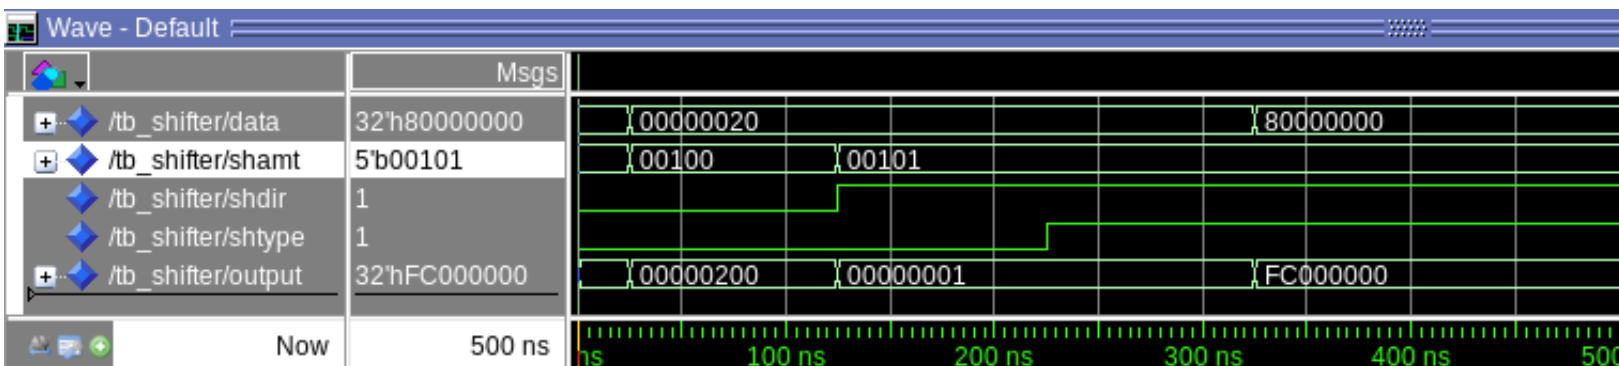 Wave - Default
Msgs
/tb_shifter/data 32'h80000000 00000020 80000000
/tb_shifter/shamt 5'b00101 00100 00101
/tb_shifter/shdir 1
/tb_shifter/shtype 1
/tb_shifter/output 32'hFC000000 00000200 00000001 FC000000
Now 500 ns ns 100 ns 200 ns 300 ns 400 ns 500